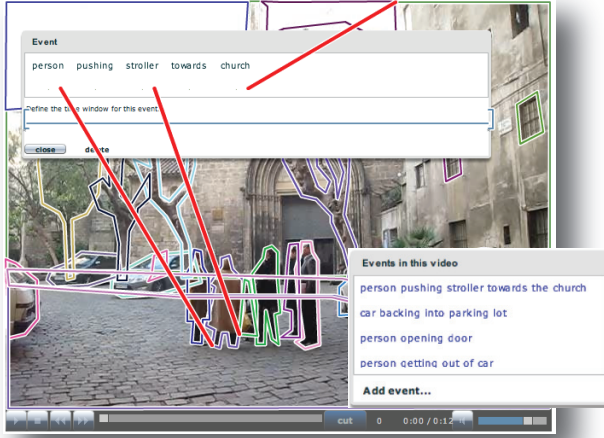 Event
person pushing stroller towards church
Define the time window for this event.
close delete
Events in this video
person pushing stroller towards the church
car backing into parking lot
person opening door
person getting out of car
Add event...
cut 0 0:00 / 0:12